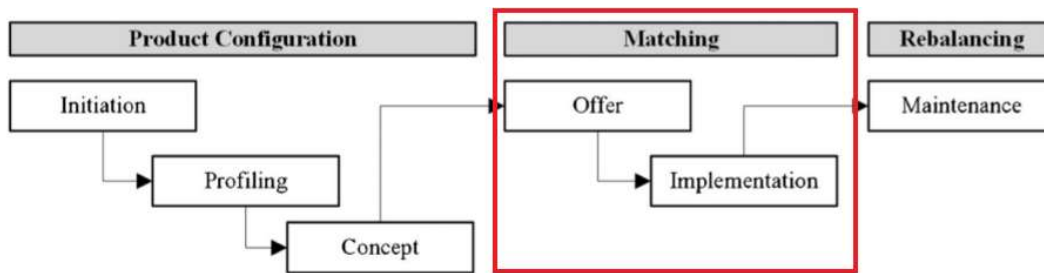 Product Configuration
Matching
Rebalancing
Initiation
Offer
Maintenance
Profiling
Implementation
Concept